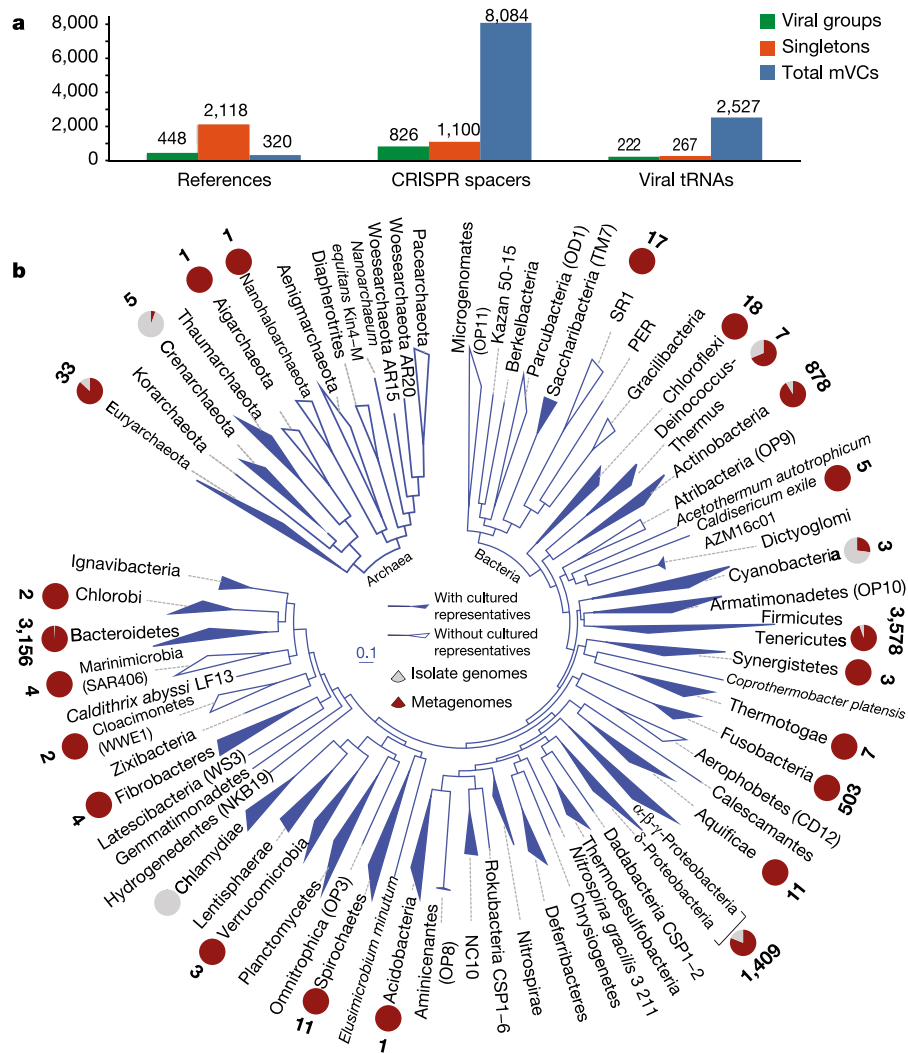 a
8,000
6,000
4,000
2,000
0
448
2,118
320
826
1,100
8,084
222
267
2,527
References
CRISPR spacers
Viral tRNAs
Viral groups
Singletons
Total mVCs
b
33
Euryarchaeota
Korarchaeota
5
Crenarchaeota
Thaumarchaeota
1
Aigarchaeota
1
Nanohaloarchaeota
Aenigmarchaeota
Diapherotrites
Nanoarchaeum
equitans Kin4–M
Woesearchaeota AR15
Woesearchaeota AR20
Pacearchaeota
Microgenomates
(OP11)
Kazan 50-15
Berkelbacteria
Parcubacteria (OD1)
Saccharibacteria (TM7)
17
SR1
PER
Gracilibacteria
18
Chloroflexi
7
Deinococcus-
Thermus
878
Actinobacteria
Atribacteria (OP9)
Acetothermum autotrophicum
5
Caldisericum exile
AZM16c01
Dictyoglomi
3
Cyanobacteria
Armatimonadetes (OP10)
Firmicutes
Tenericutes
3,578
Synergistetes
3
Coprothermobacter platensis
Thermotogae
7
Fusobacteria
503
Aerophobetes (CD12)
Calescamantes
Aquificae
11
α-β-γ-Proteobacteria
δ-Proteobacteria
1,409
Dadabacteria CSP1–2
Thermodesulfobacteria
Nitrospina gracilis 3 211
Chrysiogenetes
Deferribacteres
Nitrospirae
Rokubacteria CSP1–6
NC10
Aminicenantes
(OP8)
Acidobacteria
1
Elusimicrobium minutum
Spirochaetes
11
Omnitrophica (OP3)
Planctomycetes
Verrucomicrobia
3
Lentisphaerae
Chlamydiae
Hydrogenedentes (NKB19)
Gemmatimonadetes
Latescibacteria (WS3)
Fibrobacteres
4
Zixibacteria
Cloacimonetes
(WWE1)
2
Caldithrix abyssi LF13
Marinimicrobia
(SAR406)
4
Bacteroidetes
3,156
Chlorobi
2
Ignavibacteria
Archaea
Bacteria
With cultured
representatives
Without cultured
representatives
0.1
Isolate genomes
Metagenomes